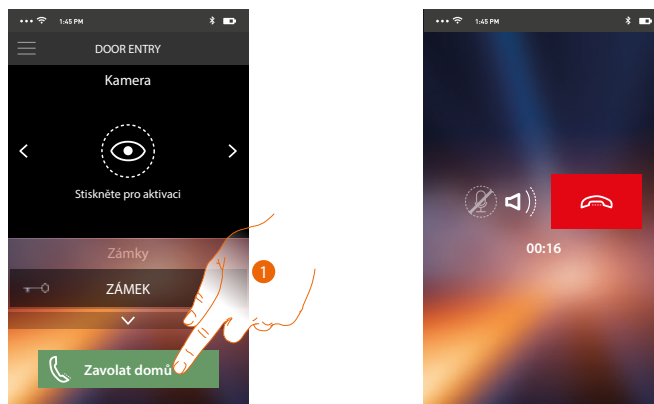 1:45 PM
DOOR ENTRY
Kamera
Stiskněte pro aktivaci
Zámky
ZÁMEK
1
Zavolat domů
1:45 PM
00:16